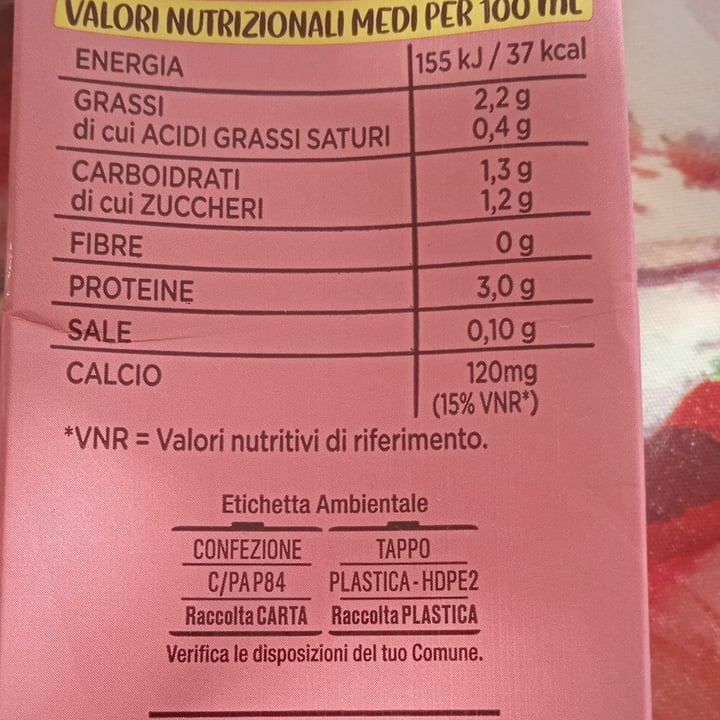 VALORI NUTRIZIONALI MEDI PER 100 mL
ENERGIA 155 kJ / 37 kcal
GRASSI 2,2 g
di cui ACIDI GRASSI SATURI 0,4 g
CARBOIDRATI 1,3 g
di cui ZUCCHERI 1,2 g
FIBRE 0 g
PROTEINE 3,0 g
SALE 0,10 g
CALCIO 120mg
(15% VNR*)
*VNR = Valori nutritivi di riferimento.
Etichetta Ambientale
CONFEZIONE TAPPO
C/PAP84 PLASTICA-HDPE2
Raccolta CARTA Raccolta PLASTICA
Verifica le disposizioni del tuo Comune.